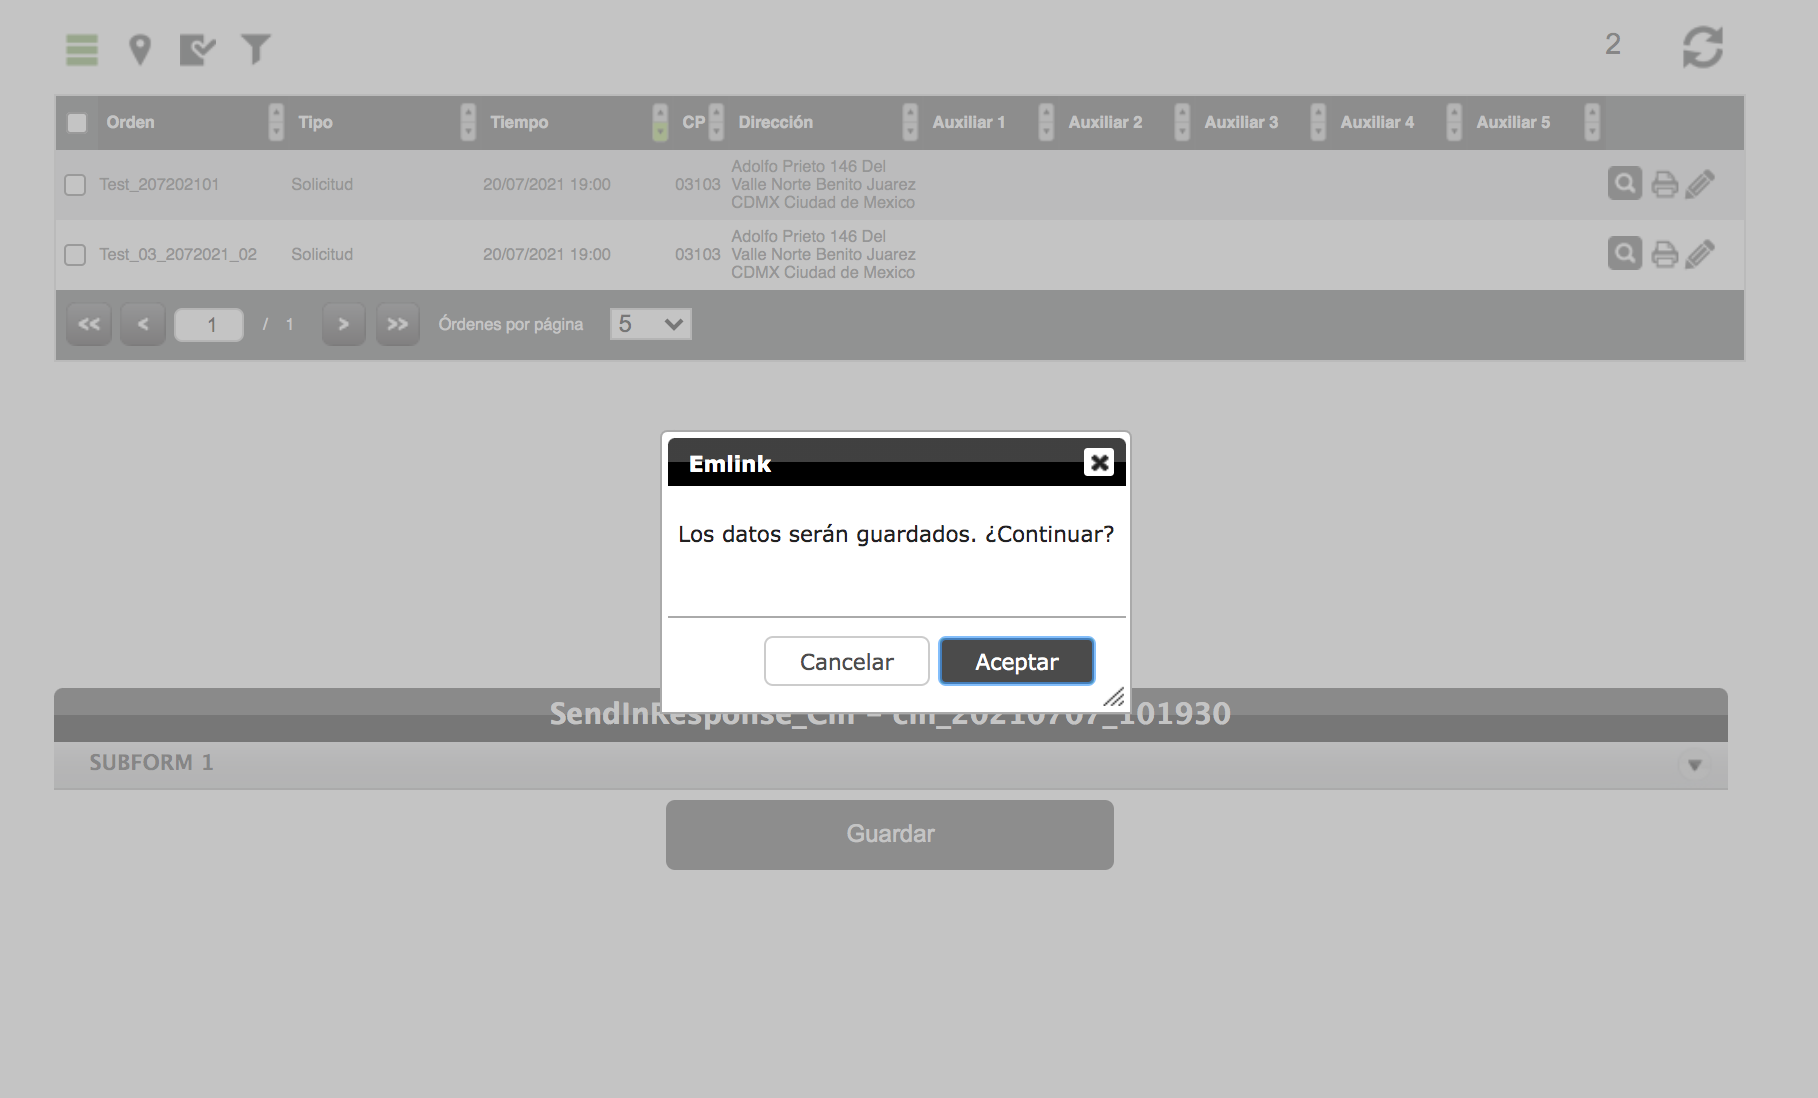 2
Orden Tipo Tiempo CP Dirección Auxiliar 1 Auxiliar 2 Auxiliar 3 Auxiliar 4 Auxiliar 5
Test_207202101 Solicitud 20/07/2021 19:00 03103 Adolfo Prieto 146 Del
Valle Norte Benito Juarez
CDMX Ciudad de Mexico
Test_03_2072021_02 Solicitud 20/07/2021 19:00 03103 Adolfo Prieto 146 Del
Valle Norte Benito Juarez
CDMX Ciudad de Mexico
<< < 1 / 1 > >> Órdenes por página 5
Emlink
Los datos serán guardados. ¿Continuar?
Cancelar Aceptar
SendInResponse_Cm - cm_20210707_101930
SUBFORM 1
Guardar